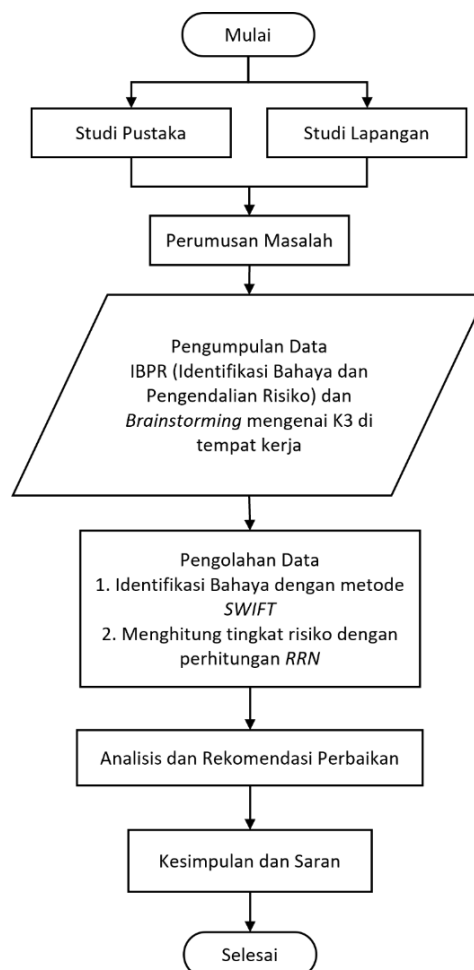 Mulai
Studi Pustaka
Studi Lapangan
Perumusan Masalah
Pengumpulan Data
IBPR (Identifikasi Bahaya dan
Pengendalian Risiko) dan
Brainstorming mengenai K3 di
tempat kerja
Pengolahan Data
1. Identifikasi Bahaya dengan metode
SWIFT
2. Menghitung tingkat risiko dengan
perhitungan RRN
Analisis dan Rekomendasi Perbaikan
Kesimpulan dan Saran
Selesai